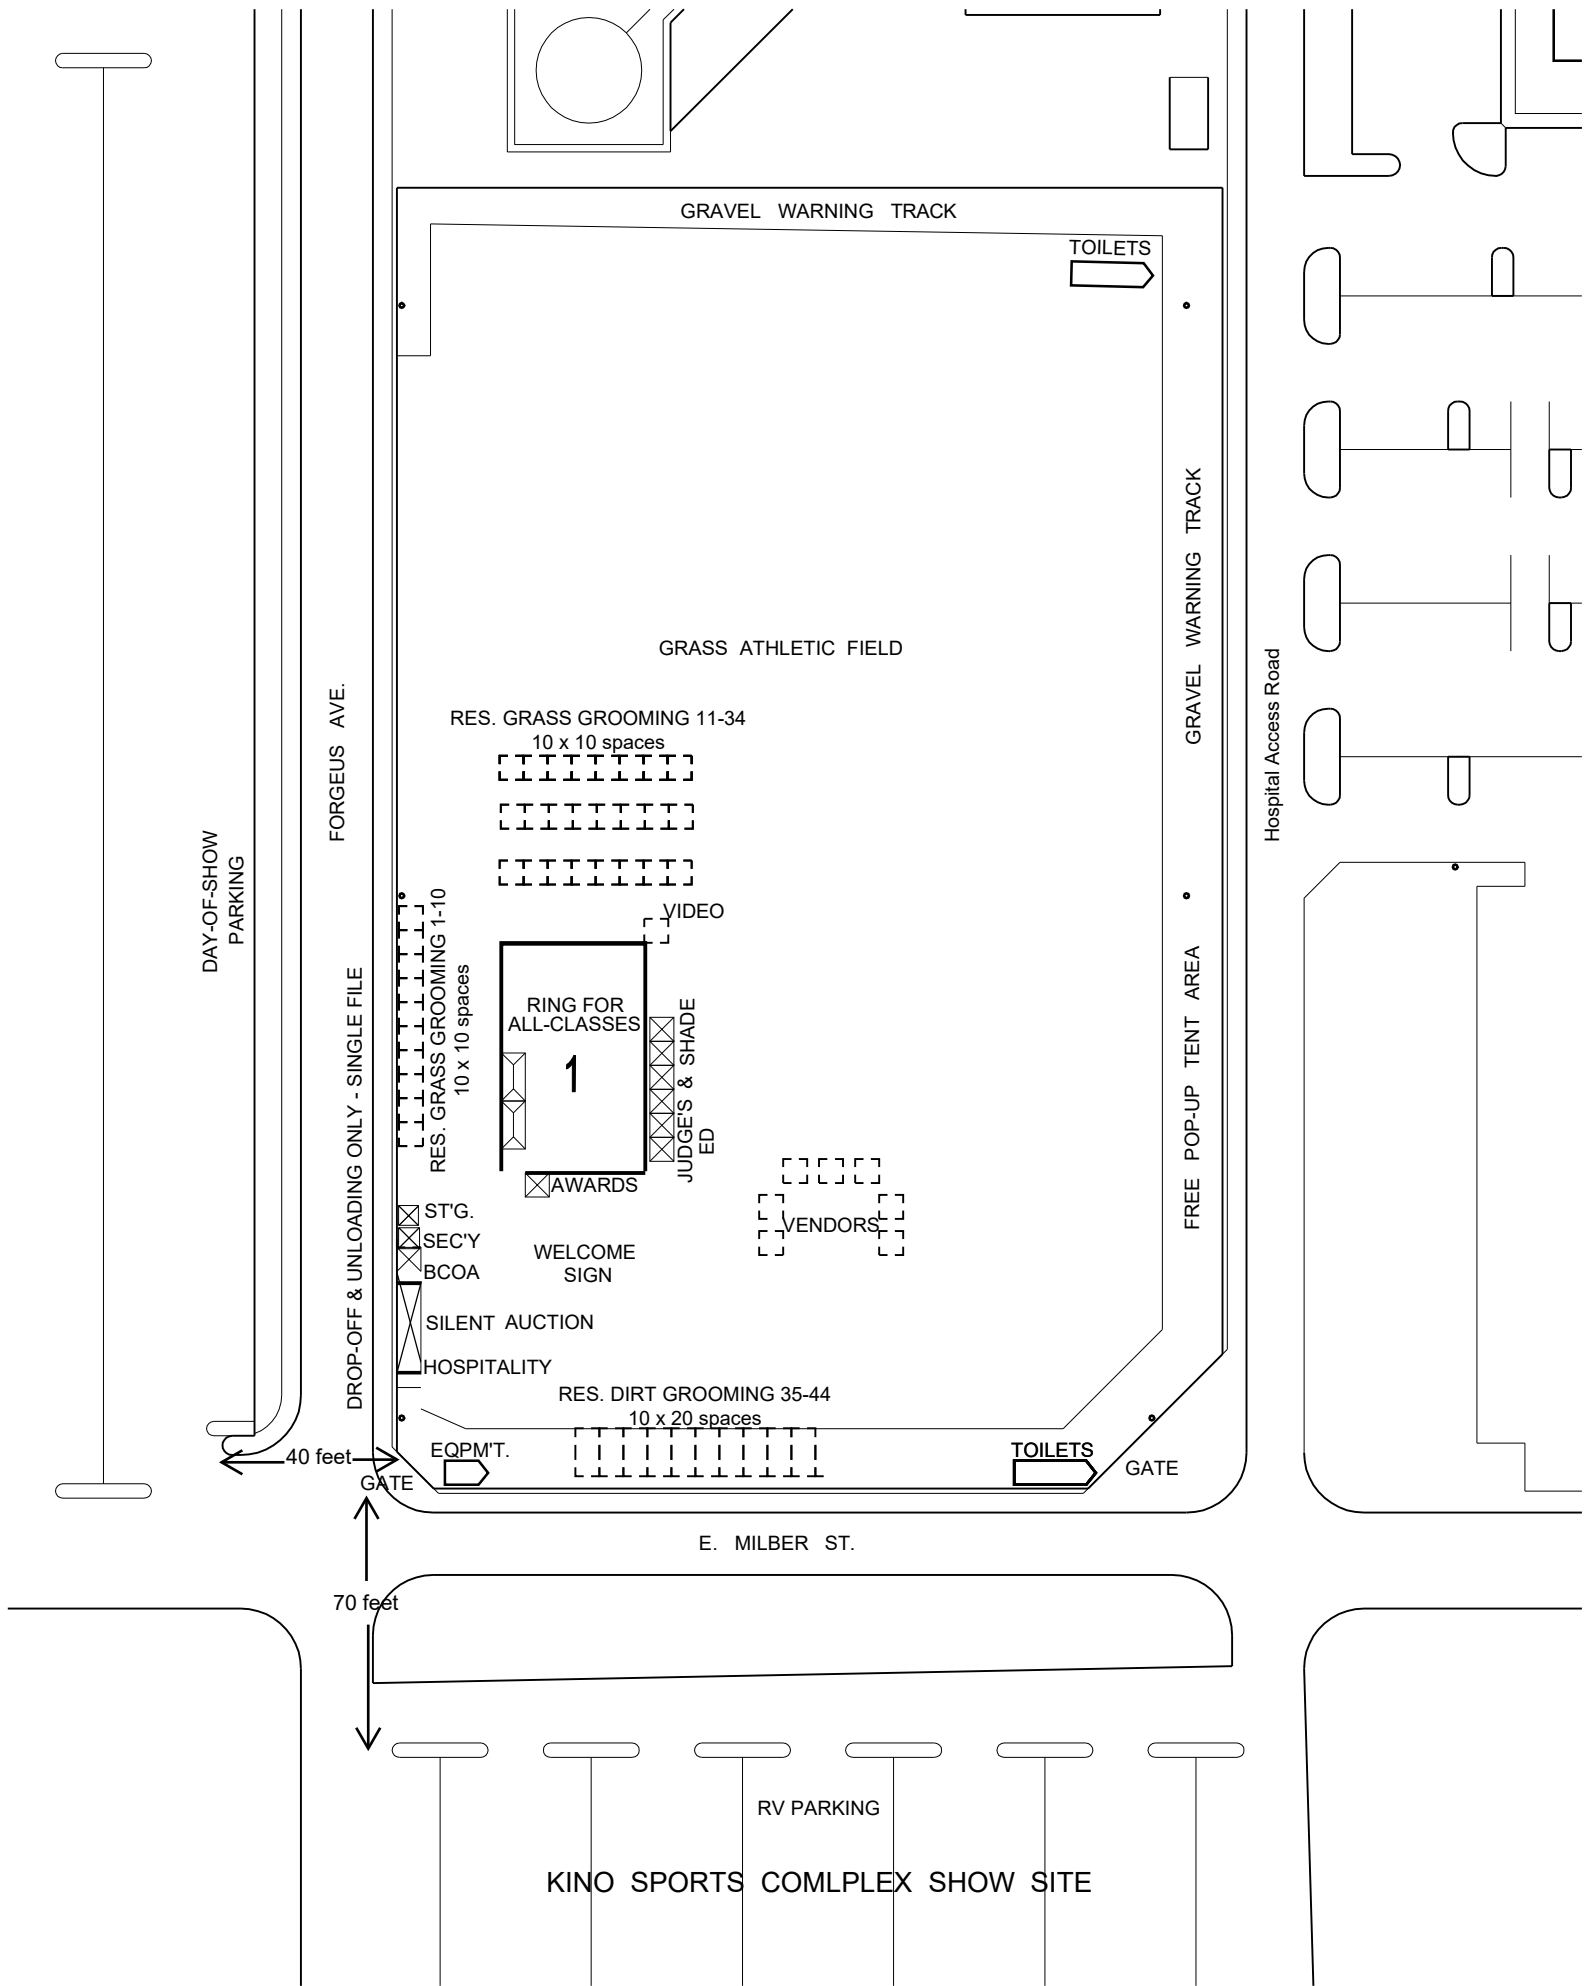 GRAVEL WARNING TRACK
TOILETS
GRAVEL WARNING TRACK
GRASS ATHLETIC FIELD
Hospital Access Road
FORGEUS AVE.
RES. GRASS GROOMING 11-34
10 x 10 spaces
DAY-OF-SHOW
PARKING
VIDEO
RES. GRASS GROOMING 1-10
10 x 10 spaces
DROP-OFF & UNLOADING ONLY - SINGLE FILE
RING FOR
ALL-CLASSES
1
JUDGE'S & SHADE
ED
FREE POP-UP TENT AREA
AWARDS
ST'G.
SEC'Y
BCOA
WELCOME
SIGN
VENDORS
SILENT AUCTION
HOSPITALITY
RES. DIRT GROOMING 35-44
10 x 20 spaces
40 feet
EQPM'T.
GATE
TOILETS
GATE
E. MILBER ST.
70 feet
RV PARKING
KINO SPORTS COMLPLEX SHOW SITE